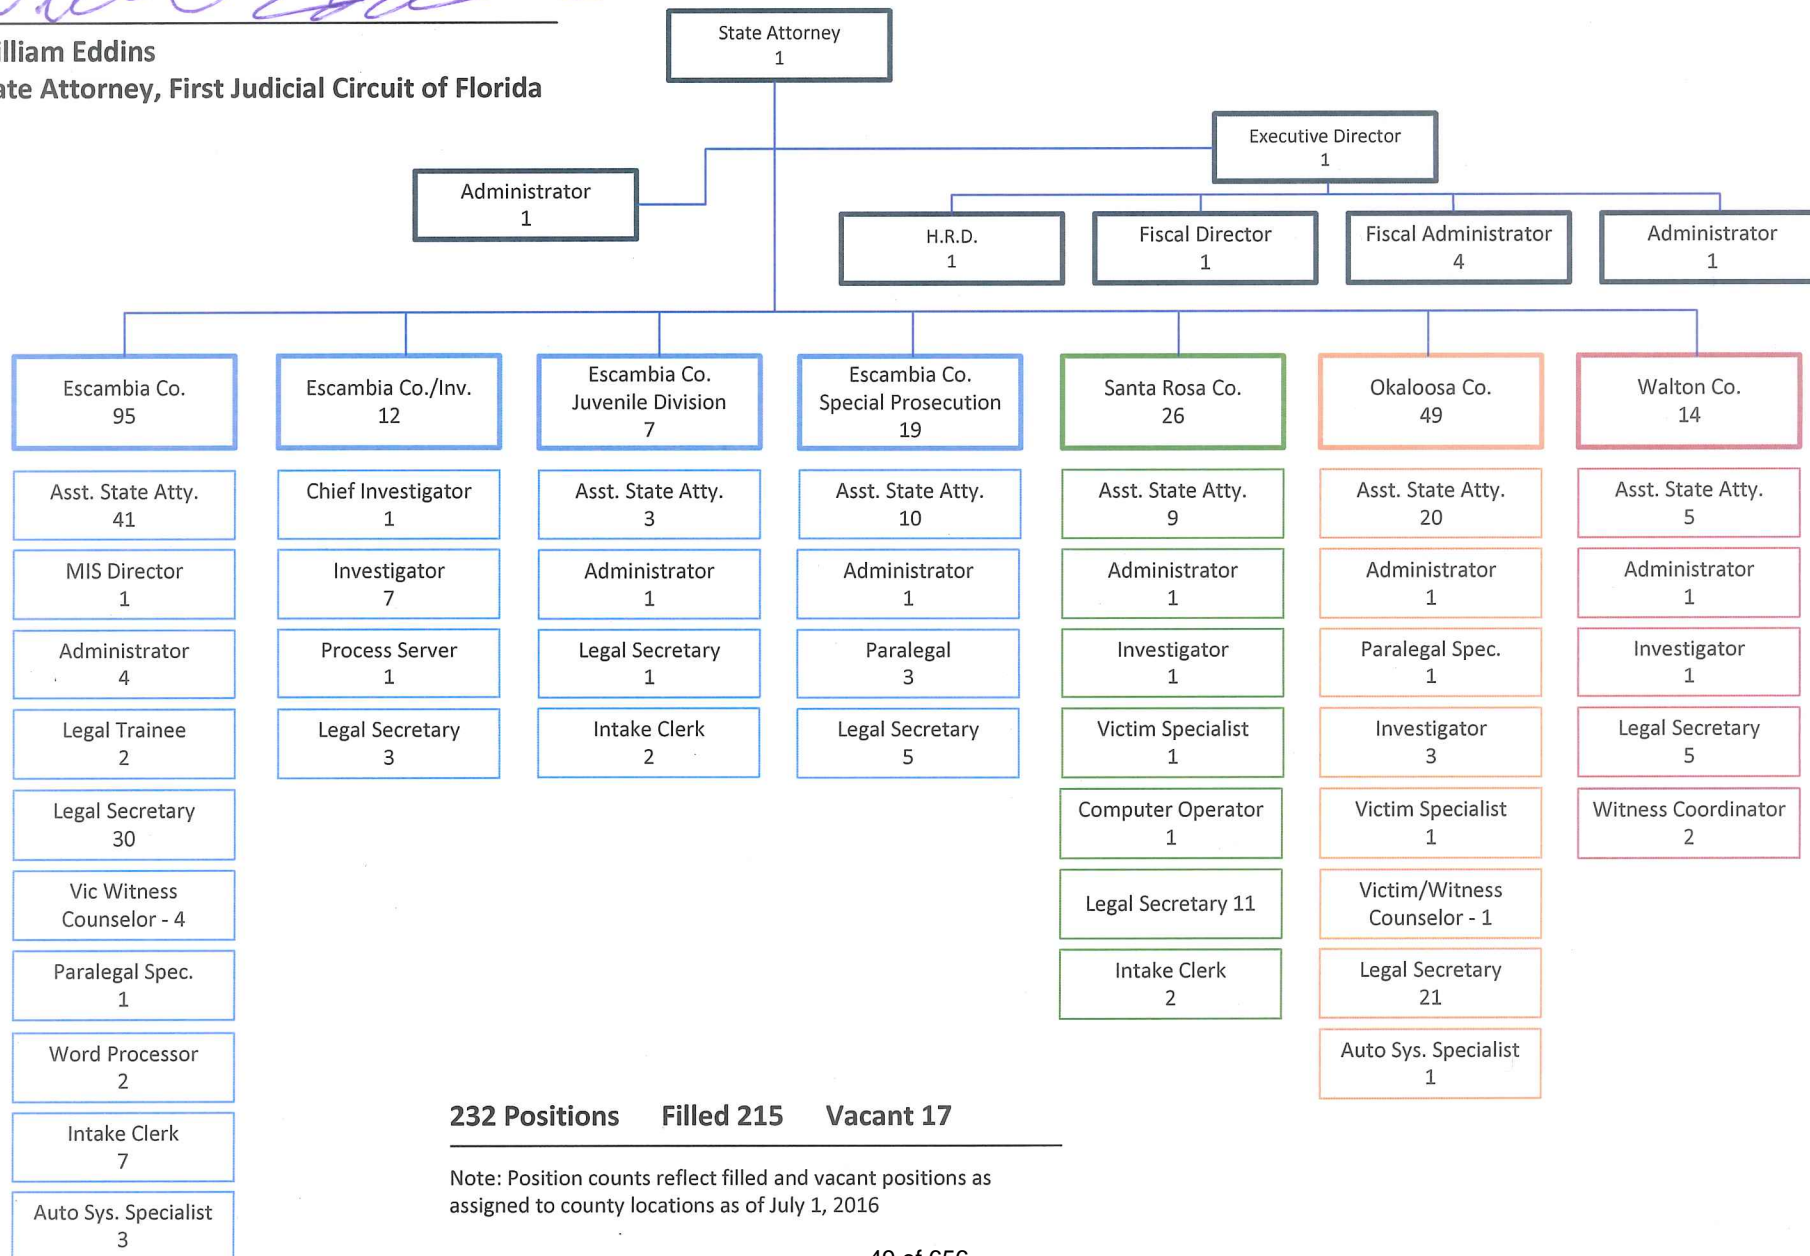 lliam Eddins
ate Attorney, First Judicial Circuit of Florida
State Attorney
1
Executive Director
1
Administrator
1
H.R.D.
1
Fiscal Director
1
Fiscal Administrator
4
Administrator
1
Escambia Co.
95
Asst. State Atty.
41
MIS Director
1
Administrator
4
Legal Trainee
2
Legal Secretary
30
Vic Witness
Counselor - 4
Paralegal Spec.
1
Word Processor
2
Intake Clerk
7
Auto Sys. Specialist
3
Escambia Co./Inv.
12
Chief Investigator
1
Investigator
7
Process Server
1
Legal Secretary
3
Escambia Co.
Juvenile Division
7
Asst. State Atty.
3
Administrator
1
Legal Secretary
1
Intake Clerk
2
Escambia Co.
Special Prosecution
19
Asst. State Atty.
10
Administrator
1
Paralegal
3
Legal Secretary
5
Santa Rosa Co.
26
Asst. State Atty.
9
Administrator
1
Investigator
1
Victim Specialist
1
Computer Operator
1
Legal Secretary 11
Intake Clerk
2
Okaloosa Co.
49
Asst. State Atty.
20
Administrator
1
Paralegal Spec.
1
Investigator
3
Victim Specialist
1
Victim/Witness
Counselor - 1
Legal Secretary
21
Auto Sys. Specialist
1
Walton Co.
14
Asst. State Atty.
5
Administrator
1
Investigator
1
Legal Secretary
5
Witness Coordinator
2
232 Positions Filled 215 Vacant 17
Note: Position counts reflect filled and vacant positions as
assigned to county locations as of July 1, 2016
49 of 656